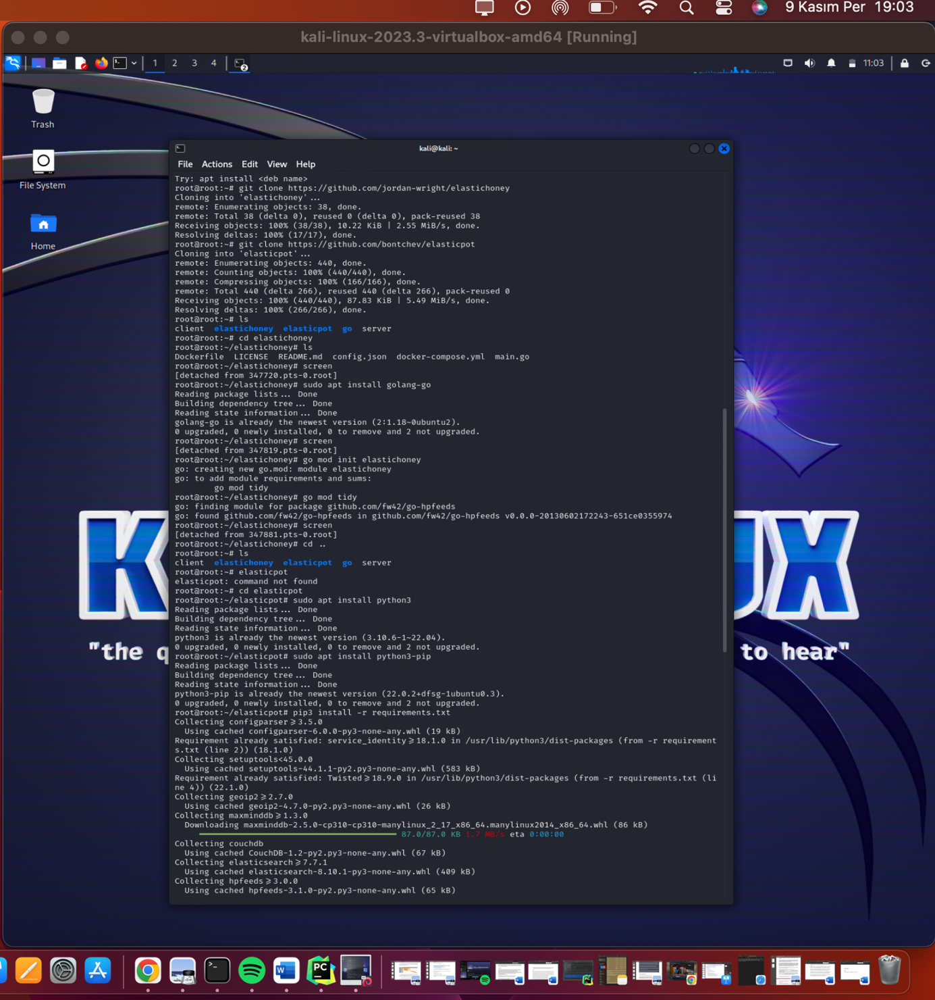 9 Kasım Per 19:03
kali-linux-2023.3-virtualbox-amd64 [Running]
1 2 3 4 2 11:03
Trash
File System
Home
kali@kali: ~
File Actions Edit View Help
Try: apt install <deb name>
root@root:~# git clone https://github.com/jordan-wright/elastichoney
Cloning into 'elastichoney'...
remote: Enumerating objects: 38, done.
remote: Total 38 (delta 0), reused 0 (delta 0), pack-reused 38
Receiving objects: 100% (38/38), 10.22 KiB | 2.55 MiB/s, done.
Resolving deltas: 100% (17/17), done.
root@root:~# git clone https://github.com/bontchev/elasticpot
Cloning into 'elasticpot'...
remote: Enumerating objects: 440, done.
remote: Counting objects: 100% (440/440), done.
remote: Compressing objects: 100% (166/166), done.
remote: Total 440 (delta 266), reused 440 (delta 266), pack-reused 0
Receiving objects: 100% (440/440), 87.83 KiB | 5.49 MiB/s, done.
Resolving deltas: 100% (266/266), done.
root@root:~# ls
client elastichoney elasticpot go server
root@root:~# cd elastichoney
root@root:~/elastichoney# ls
Dockerfile LICENSE README.md config.json docker-compose.yml main.go
root@root:~/elastichoney# screen
[detached from 347720.pts-0.root]
root@root:~/elastichoney# sudo apt install golang-go
Reading package lists... Done
Building dependency tree... Done
Reading state information... Done
golang-go is already the newest version (2:1.18~0ubuntu2).
0 upgraded, 0 newly installed, 0 to remove and 2 not upgraded.
root@root:~/elastichoney# screen
[detached from 347819.pts-0.root]
root@root:~/elastichoney# go mod init elastichoney
go: creating new go.mod: module elastichoney
go: to add module requirements and sums:
go mod tidy
root@root:~/elastichoney# go mod tidy
go: finding module for package github.com/fw42/go-hpfeeds
go: found github.com/fw42/go-hpfeeds in github.com/fw42/go-hpfeeds v0.0.0-20130602172243-651ce0355974
root@root:~/elastichoney# screen
[detached from 347881.pts-0.root]
root@root:~/elastichoney# cd ..
root@root:~# ls
client elastichoney elasticpot go server
root@root:~# elasticpot
elasticpot: command not found
root@root:~# cd elasticpot
root@root:~/elasticpot# sudo apt install python3
Reading package lists... Done
Building dependency tree... Done
Reading state information... Done
python3 is already the newest version (3.10.6-1~22.04).
0 upgraded, 0 newly installed, 0 to remove and 2 not upgraded.
root@root:~/elasticpot# sudo apt install python3-pip
Reading package lists... Done
Building dependency tree... Done
Reading state information... Done
python3-pip is already the newest version (22.0.2+dfsg-1ubuntu0.3).
0 upgraded, 0 newly installed, 0 to remove and 2 not upgraded.
root@root:~/elasticpot# pip3 install -r requirements.txt
Collecting configparser>=3.5.0
Using cached configparser-6.0.0-py3-none-any.whl (19 kB)
Requirement already satisfied: service_identity>=18.1.0 in /usr/lib/python3/dist-packages (from -r requirement
s.txt (line 2)) (18.1.0)
Collecting setuptools<45.0.0
Using cached setuptools-44.1.1-py2.py3-none-any.whl (583 kB)
Requirement already satisfied: Twisted>=18.9.0 in /usr/lib/python3/dist-packages (from -r requirements.txt (li
ne 4)) (22.1.0)
Collecting geoip2>=2.7.0
Using cached geoip2-4.7.0-py2.py3-none-any.whl (26 kB)
Collecting maxminddb>=1.3.0
Downloading maxminddb-2.5.0-cp310-cp310-manylinux_2_17_x86_64.manylinux2014_x86_64.whl (86 kB)
87.0/87.0 KB 1.7 MB/s eta 0:00:00
Collecting couchdb
Using cached CouchDB-1.2-py2.py3-none-any.whl (67 kB)
Collecting elasticsearch>=7.7.1
Using cached elasticsearch-8.10.1-py3-none-any.whl (409 kB)
Collecting hpfeeds>=3.0.0
Using cached hpfeeds-3.1.0-py2.py3-none-any.whl (65 kB)
K UX
"the q to hear"
W PC